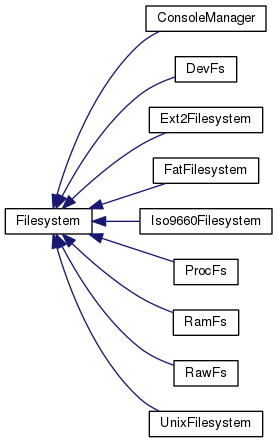 ConsoleManager
DevFs
Ext2Filesystem
FatFilesystem
Filesystem
Iso9660Filesystem
ProcFs
RamFs
RawFs
UnixFilesystem